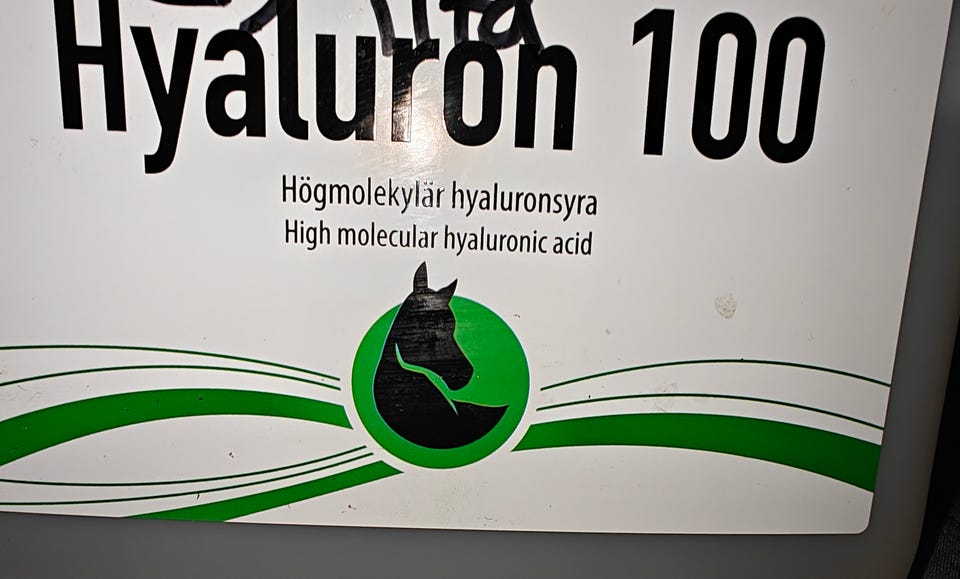 Hyaluron 100
Högmolekylär hyaluronsyra
High molecular hyaluronic acid